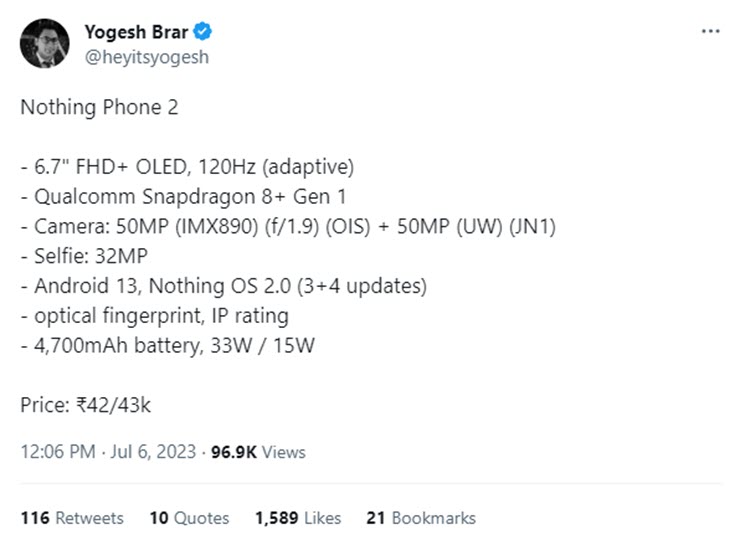 Yogesh Brar
@heyitsyogesh
Nothing Phone 2
- 6.7" FHD+ OLED, 120Hz (adaptive)
- Qualcomm Snapdragon 8+ Gen 1
- Camera: 50MP (IMX890) (f/1.9) (OIS) + 50MP (UW) (JN1)
- Selfie: 32MP
- Android 13, Nothing OS 2.0 (3+4 updates)
- optical fingerprint, IP rating
- 4,700mAh battery, 33W / 15W
Price: ₹42/43k
12:06 PM · Jul 6, 2023 · 96.9K Views
116 Retweets 10 Quotes 1,589 Likes 21 Bookmarks